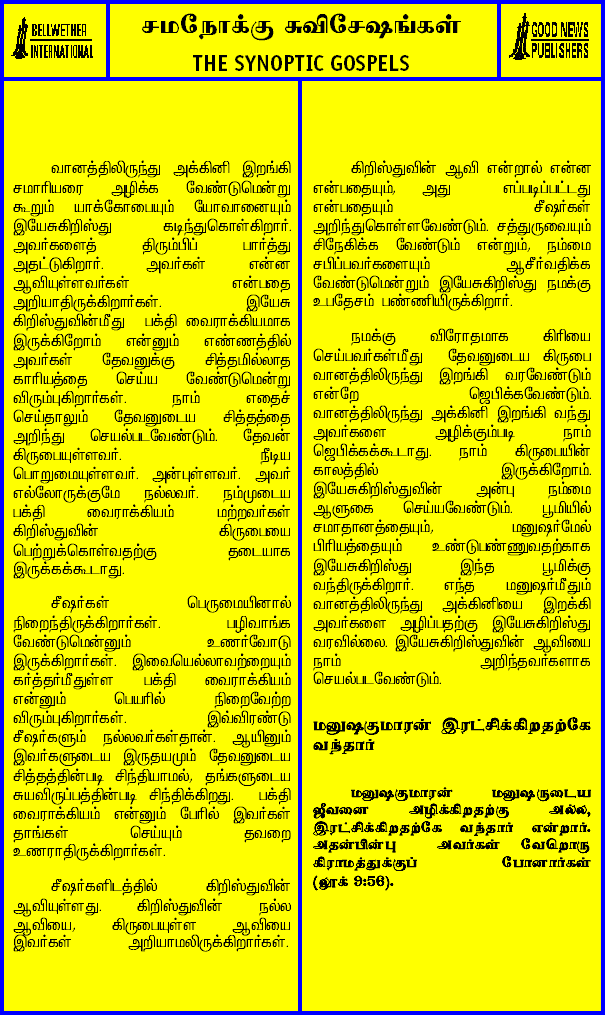 BELLWETHER
INTERNATIONAL
சமநோக்கு சுவிசேஷங்கள்
THE SYNOPTIC GOSPELS
GOOD NEWS
PUBLISHERS
வானத்திலிருந்து அக்கினி இறங்கி
சமாரியரை அழிக்க வேண்டுமென்று
கூறும் யாக்கோபையும் யோவானையும்
இயேசுகிறிஸ்து கடிந்துகொள்கிறார்.
அவர்களைத் திரும்பிப் பார்த்து
அதட்டுகிறார். அவர்கள் என்ன
ஆவியுள்ளவர்கள் என்பதை
அறியாதிருக்கிறார்கள். இயேசு
கிறிஸ்துவின்மீது பக்தி வைராக்கியமாக
இருக்கிறோம் என்னும் எண்ணத்தில்
அவர்கள் தேவனுக்கு சித்தமில்லாத
காரியத்தை செய்ய வேண்டுமென்று
விரும்புகிறார்கள். நாம் எதைச்
செய்தாலும் தேவனுடைய சித்தத்தை
அறிந்து செயல்படவேண்டும். தேவன்
கிருபையுள்ளவர். நீடிய
பொறுமையுள்ளவர். அன்புள்ளவர். அவர்
எல்லோருக்குமே நல்லவர். நம்முடைய
பக்தி வைராக்கியம் மற்றவர்கள்
கிறிஸ்துவின் கிருபையை
பெற்றுக்கொள்வதற்கு தடையாக
இருக்கக்கூடாது.
சீஷர்கள் பெருமையினால்
நிறைந்திருக்கிறார்கள். பழிவாங்க
வேண்டுமென்னும் உணர்வோடு
இருக்கிறார்கள். இவையெல்லாவற்றையும்
கர்த்தர்மீதுள்ள பக்தி வைராக்கியம்
என்னும் பெயரில் நிறைவேற்ற
விரும்புகிறார்கள். இவ்விரண்டு
சீஷர்களும் நல்லவர்கள்தான். ஆயினும்
இவர்களுடைய இருதயமும் தேவனுடைய
சித்தத்தின்படி சிந்தியாமல், தங்களுடைய
சுயவிருப்பத்தின்படி சிந்திக்கிறது. பக்தி
வைராக்கியம் என்னும் பேரில் இவர்கள்
தாங்கள் செய்யும் தவறை
உணராதிருக்கிறார்கள்.
சீஷர்களிடத்தில் கிறிஸ்துவின்
ஆவியுள்ளது. கிறிஸ்துவின் நல்ல
ஆவியை, கிருபையுள்ள ஆவியை
இவர்கள் அறியாமலிருக்கிறார்கள்.
கிறிஸ்துவின் ஆவி என்றால் என்ன
என்பதையும், அது எப்படிப்பட்டது
என்பதையும் சீஷர்கள்
அறிந்துகொள்ளவேண்டும். சத்துருவையும்
சிநேகிக்க வேண்டும் என்றும், நம்மை
சபிப்பவர்களையும் ஆசீர்வதிக்க
வேண்டுமென்றும் இயேசுகிறிஸ்து நமக்கு
உபதேசம் பண்ணியிருக்கிறார்.
நமக்கு விரோதமாக கிரியை
செய்பவர்கள்மீது தேவனுடைய கிருபை
வானத்திலிருந்து இறங்கி வரவேண்டும்
என்றே ஜெபிக்கவேண்டும்.
வானத்திலிருந்து அக்கினி இறங்கி வந்து
அவர்களை அழிக்கும்படி நாம்
ஜெபிக்கக்கூடாது. நாம் கிருபையின்
காலத்தில் இருக்கிறோம்.
இயேசுகிறிஸ்துவின் அன்பு நம்மை
ஆளுகை செய்யவேண்டும். பூமியில்
சமாதானத்தையும், மனுஷர்மேல்
பிரியத்தையும் உண்டுபண்ணுவதற்காக
இயேசுகிறிஸ்து இந்த பூமிக்கு
வந்திருக்கிறார். எந்த மனுஷர்மீதும்
வானத்திலிருந்து அக்கினியை இறக்கி
அவர்களை அழிப்பதற்கு இயேசுகிறிஸ்து
வரவில்லை. இயேசுகிறிஸ்துவின் ஆவியை
நாம் அறிந்தவர்களாக
செயல்படவேண்டும்.
மனுஷகுமாரன் இரட்சிக்கிறதற்கே
வந்தார்
மனுஷகுமாரன் மனுஷருடைய
ஜீவனை அழிக்கிறதற்கு அல்ல,
இரட்சிக்கிறதற்கே வந்தார் என்றார்.
அதன்பின்பு அவர்கள் வேறொரு
கிராமத்துக்குப் போனார்கள்
(லூக் 9:56).